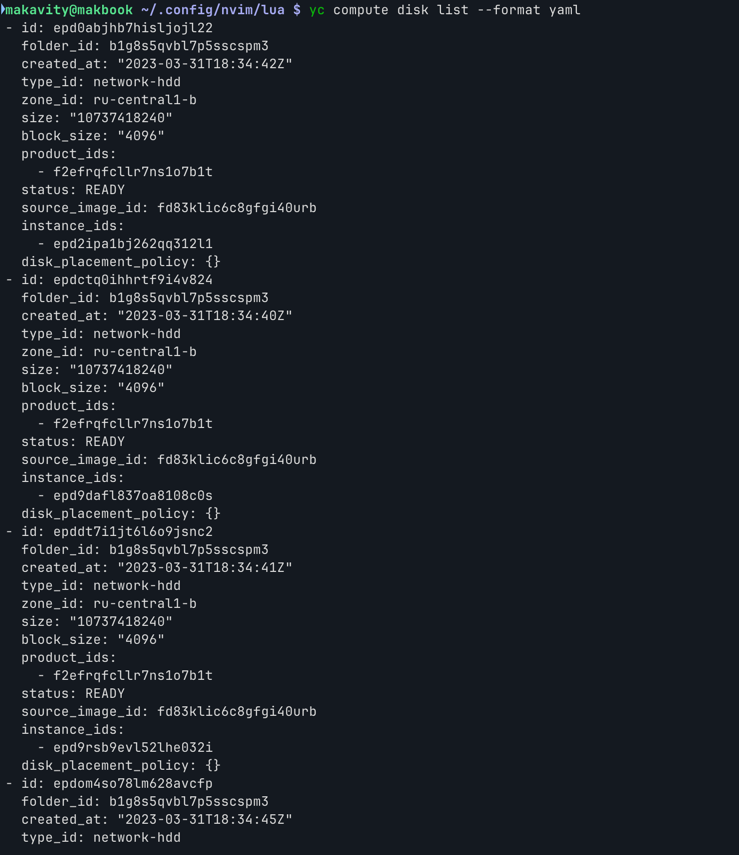 makavity@makbook ~/.config/nvim/lua $ yc compute disk list --format yaml
- id: epd0abjhb7hisljojl22
  folder_id: b1g8s5qvbl7p5sscspm3
  created_at: "2023-03-31T18:34:42Z"
  type_id: network-hdd
  zone_id: ru-central1-b
  size: "10737418240"
  block_size: "4096"
  product_ids:
    - f2efrqfcllr7ns1o7b1t
  status: READY
  source_image_id: fd83klic6c8gfgi40urb
  instance_ids:
    - epd2ipa1bj262qq312l1
  disk_placement_policy: {}
- id: epdctq0ihhrtf9i4v824
  folder_id: b1g8s5qvbl7p5sscspm3
  created_at: "2023-03-31T18:34:40Z"
  type_id: network-hdd
  zone_id: ru-central1-b
  size: "10737418240"
  block_size: "4096"
  product_ids:
    - f2efrqfcllr7ns1o7b1t
  status: READY
  source_image_id: fd83klic6c8gfgi40urb
  instance_ids:
    - epd9dafl837oa8108c0s
  disk_placement_policy: {}
- id: epddt7i1jt6l6o9jsnc2
  folder_id: b1g8s5qvbl7p5sscspm3
  created_at: "2023-03-31T18:34:41Z"
  type_id: network-hdd
  zone_id: ru-central1-b
  size: "10737418240"
  block_size: "4096"
  product_ids:
    - f2efrqfcllr7ns1o7b1t
  status: READY
  source_image_id: fd83klic6c8gfgi40urb
  instance_ids:
    - epd9rsb9evl52lhe032i
  disk_placement_policy: {}
- id: epdom4so78lm628avcfp
  folder_id: b1g8s5qvbl7p5sscspm3
  created_at: "2023-03-31T18:34:45Z"
  type_id: network-hdd